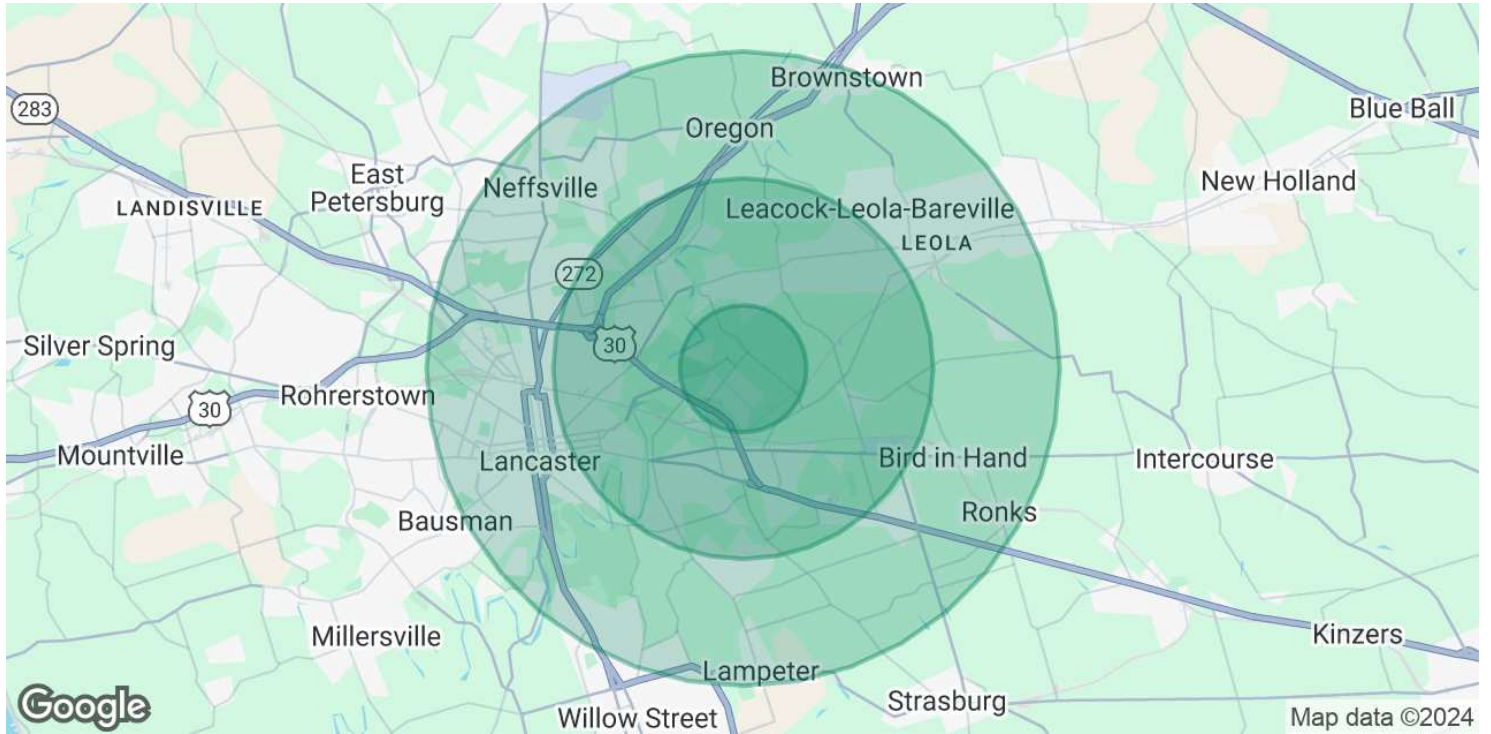 Brownstown
283
Blue Ball
Oregon
East
Petersburg
Neffsville
New Holland
LANDISVILLE
Leacock-Leola-Bareville
LEOLA
272
Silver Spring
30
Rohrerstown
30
Mountville
Lancaster
Bird in Hand
Intercourse
Bausman
Ronks
Millersville
Kinzers
Lampeter
Strasburg
Google
Willow Street
Map data ©2024